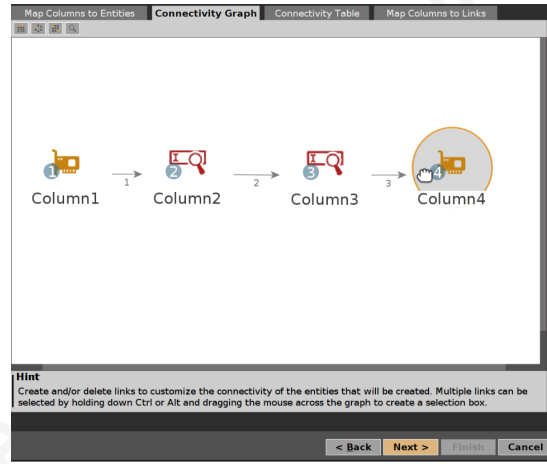 Map Columns to Entities Connectivity Graph Connectivity Table Map Columns to Links
1 2 3 4
1 2 3
Column1 Column2 Column3 Column4
Hint
Create and/or delete links to customize the connectivity of the entities that will be created. Multiple links can be
selected by holding down Ctrl or Alt and dragging the mouse across the graph to create a selection box.
< Back Next > Finish Cancel